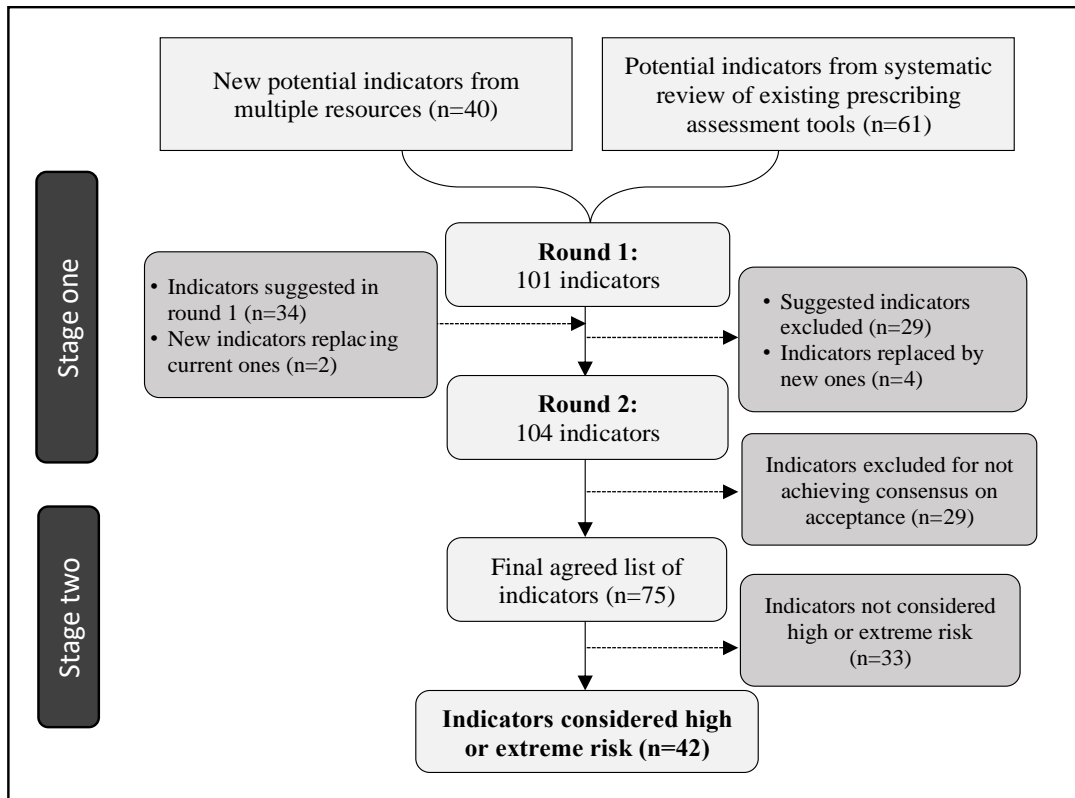 New potential indicators from
multiple resources (n=40)
Potential indicators from systematic
review of existing prescribing
assessment tools (n=61)
Stage one
Round 1:
101 indicators
• Indicators suggested in
round 1 (n=34)
• New indicators replacing
current ones (n=2)
• Suggested indicators
excluded (n=29)
• Indicators replaced by
new ones (n=4)
Round 2:
104 indicators
Indicators excluded for not
achieving consensus on
acceptance (n=29)
Stage two
Final agreed list of
indicators (n=75)
Indicators not considered
high or extreme risk
(n=33)
Indicators considered high
or extreme risk (n=42)